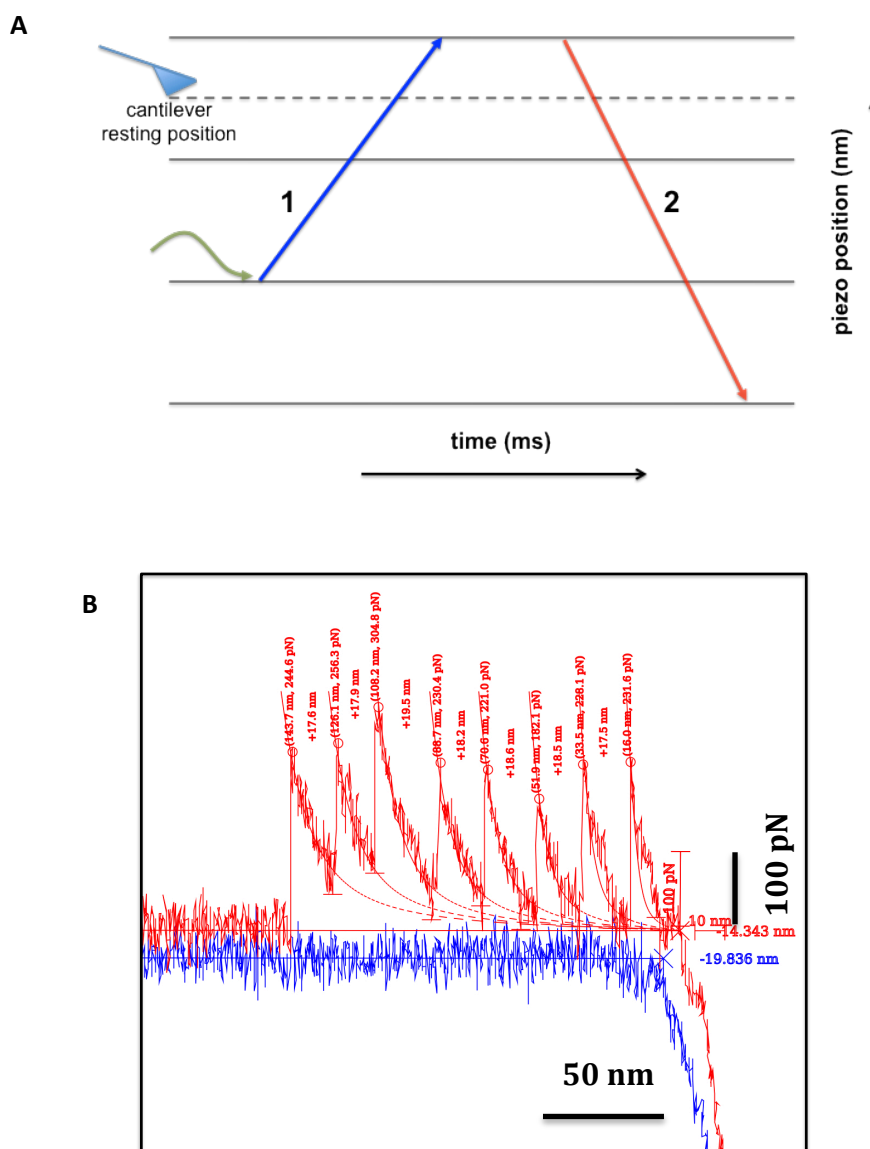 A
cantilever
resting position
1
2
piezo position (nm)
time (ms)
B
(143.7 nm, 244.6 pN)
+17.6 nm
(126.1 nm, 256.3 pN)
+17.9 nm
(108.2 nm, 304.8 pN)
+19.5 nm
(88.7 nm, 230.4 pN)
+18.2 nm
(70.6 nm, 221.0 pN)
+18.6 nm
(51.9 nm, 182.1 pN)
+18.5 nm
(33.5 nm, 228.1 pN)
+17.5 nm
(16.0 nm, 231.6 pN)
100 pN
100 pN
10 nm
-14.343 nm
-19.836 nm
50 nm